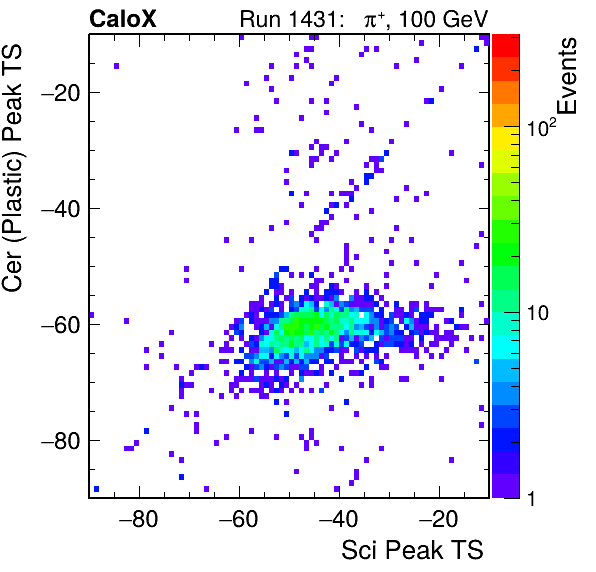 CaloX Run 1431: π⁺, 100 GeV
Cer (Plastic) Peak TS
−20
−40
−60
−80
−80 −60 −40 −20
Sci Peak TS
Events
10²
10
1